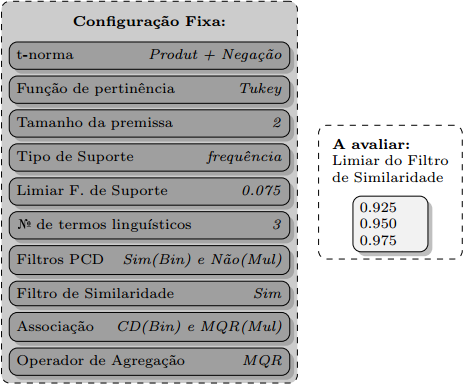 Configuração Fixa:
t-norma Produt + Negação
Função de pertinência Tukey
Tamanho da premissa 2
Tipo de Suporte frequência
Limiar F. de Suporte 0.075
№ de termos linguísticos 3
Filtros PCD Sim(Bin) e Não(Mul)
Filtro de Similaridade Sim
Associação CD(Bin) e MQR(Mul)
Operador de Agregação MQR
A avaliar:
Limiar do Filtro
de Similaridade
0.925
0.950
0.975